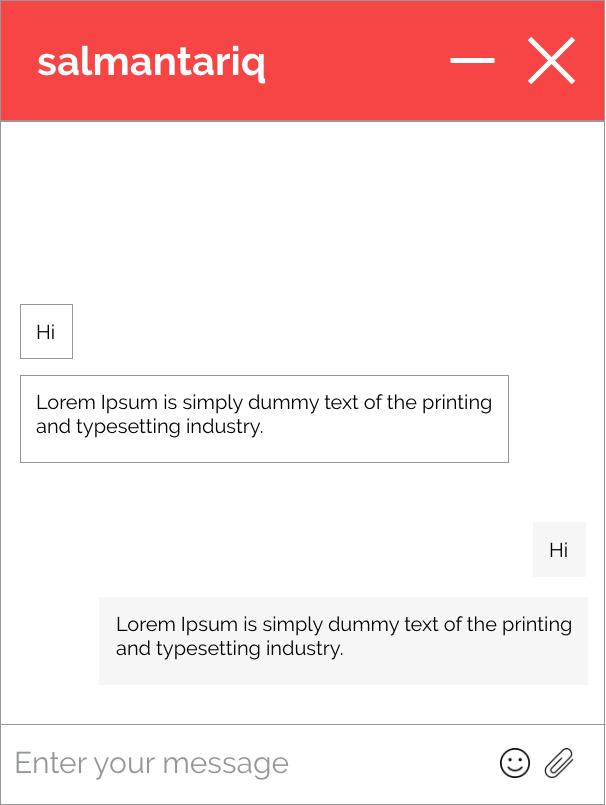 salmantariq
Hi
Lorem Ipsum is simply dummy text of the printing
and typesetting industry.
Hi
Lorem Ipsum is simply dummy text of the printing
and typesetting industry.
Enter your message